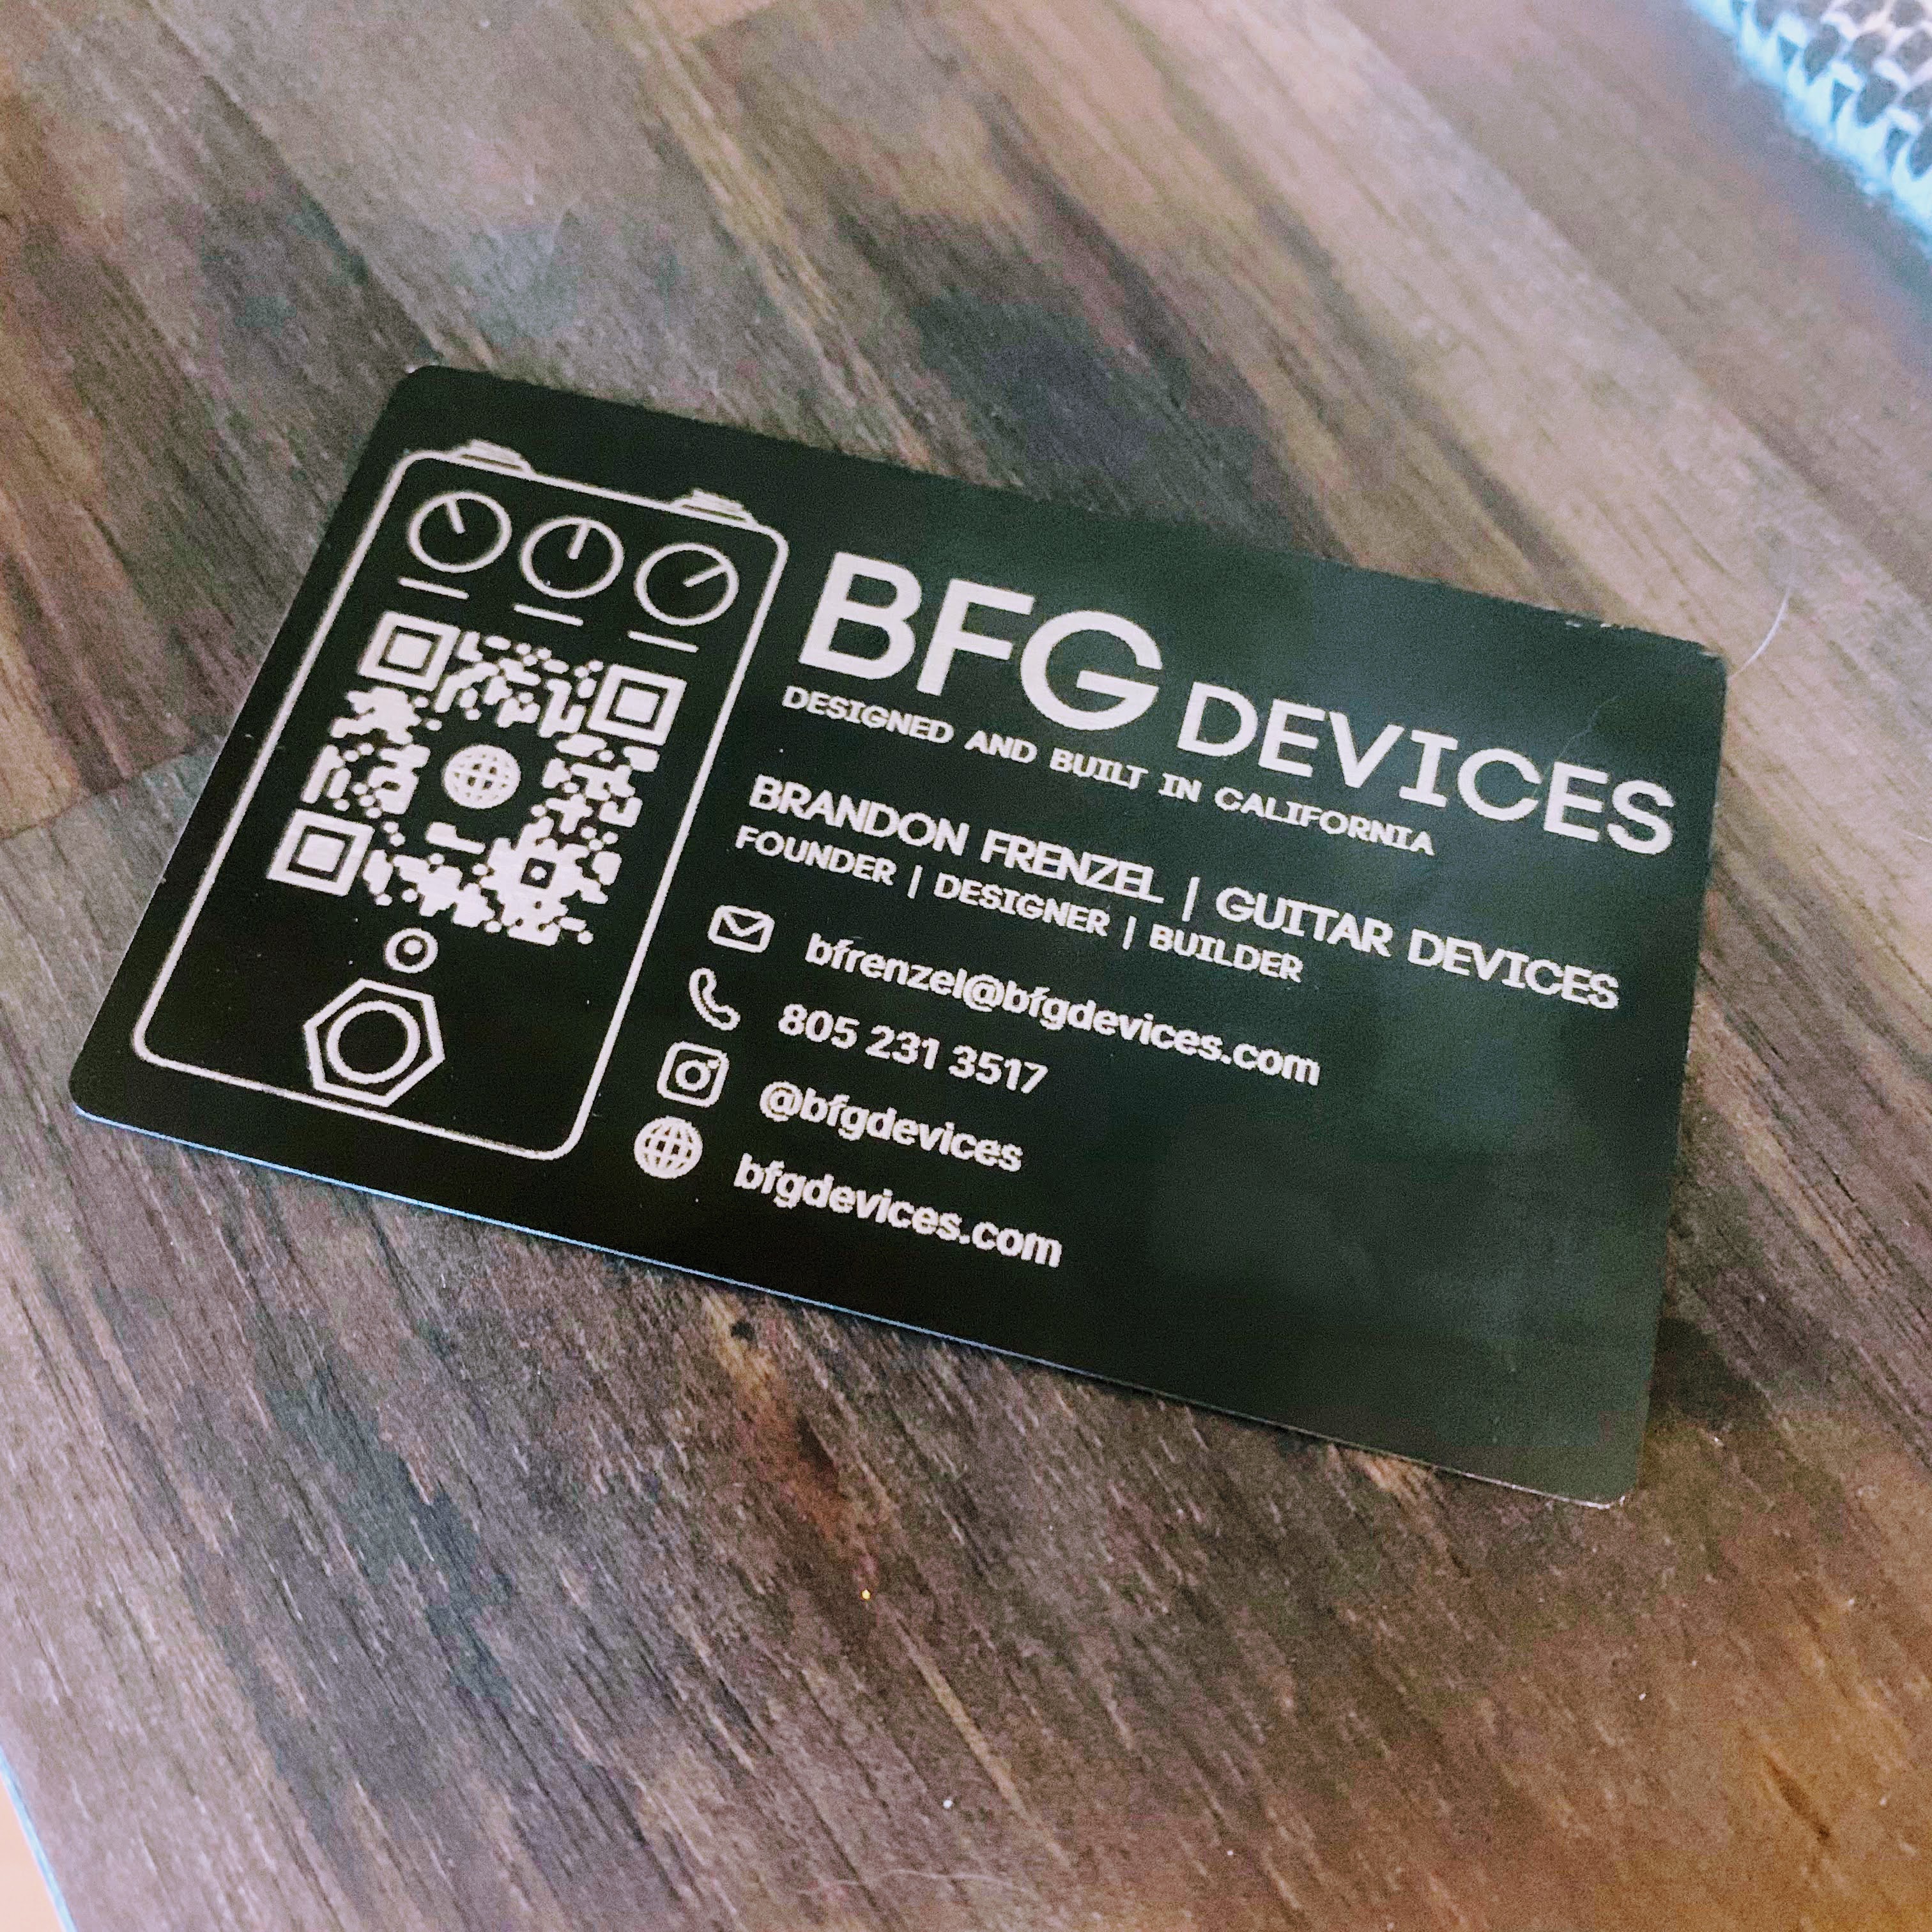 BFG DEVICES
DESIGNED AND BUILT IN CALIFORNIA
BRANDON FRENZEL | GUITAR DEVICES
FOUNDER | DESIGNER | BUILDER
bfrenzel@bfgdevices.com
805 231 3517
@bfgdevices
bfgdevices.com